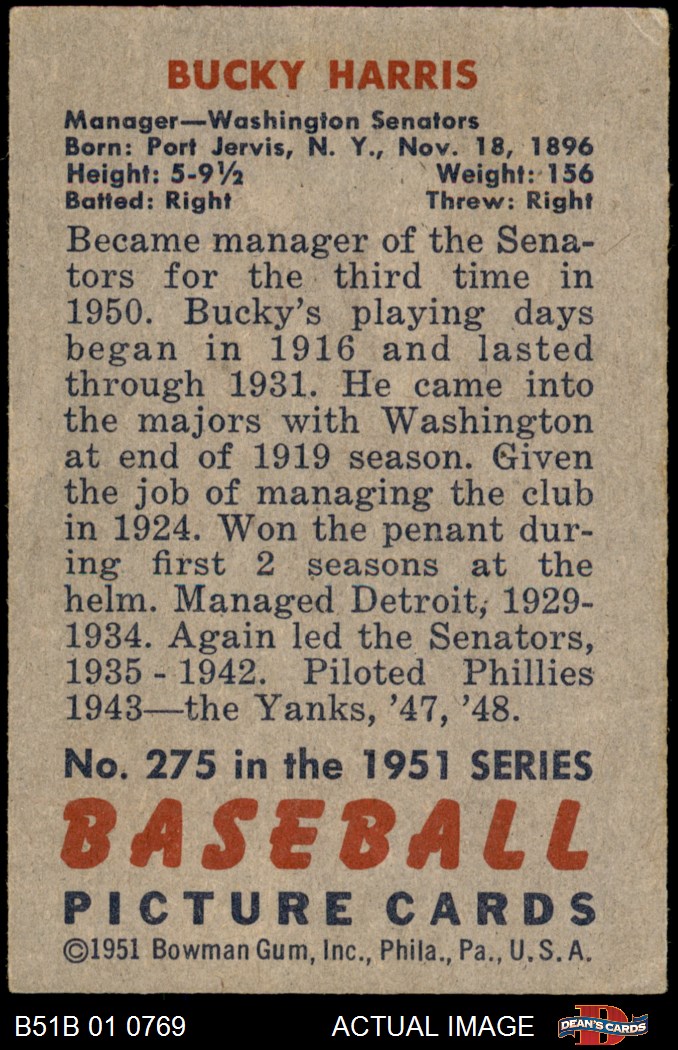 BUCKY HARRIS
Manager—Washington Senators
Born: Port Jervis, N. Y., Nov. 18, 1896
Height: 5-9½ Weight: 156
Batted: Right Threw: Right
Became manager of the Sena-
tors for the third time in
1950. Bucky's playing days
began in 1916 and lasted
through 1931. He came into
the majors with Washington
at end of 1919 season. Given
the job of managing the club
in 1924. Won the penant dur-
ing first 2 seasons at the
helm. Managed Detroit, 1929-
1934. Again led the Senators,
1935 - 1942. Piloted Phillies
1943—the Yanks, '47, '48.
No. 275 in the 1951 SERIES
BASEBALL
PICTURE CARDS
©1951 Bowman Gum, Inc., Phila., Pa., U.S.A.
B51B 01 0769 ACTUAL IMAGE DEAN'S CARDS